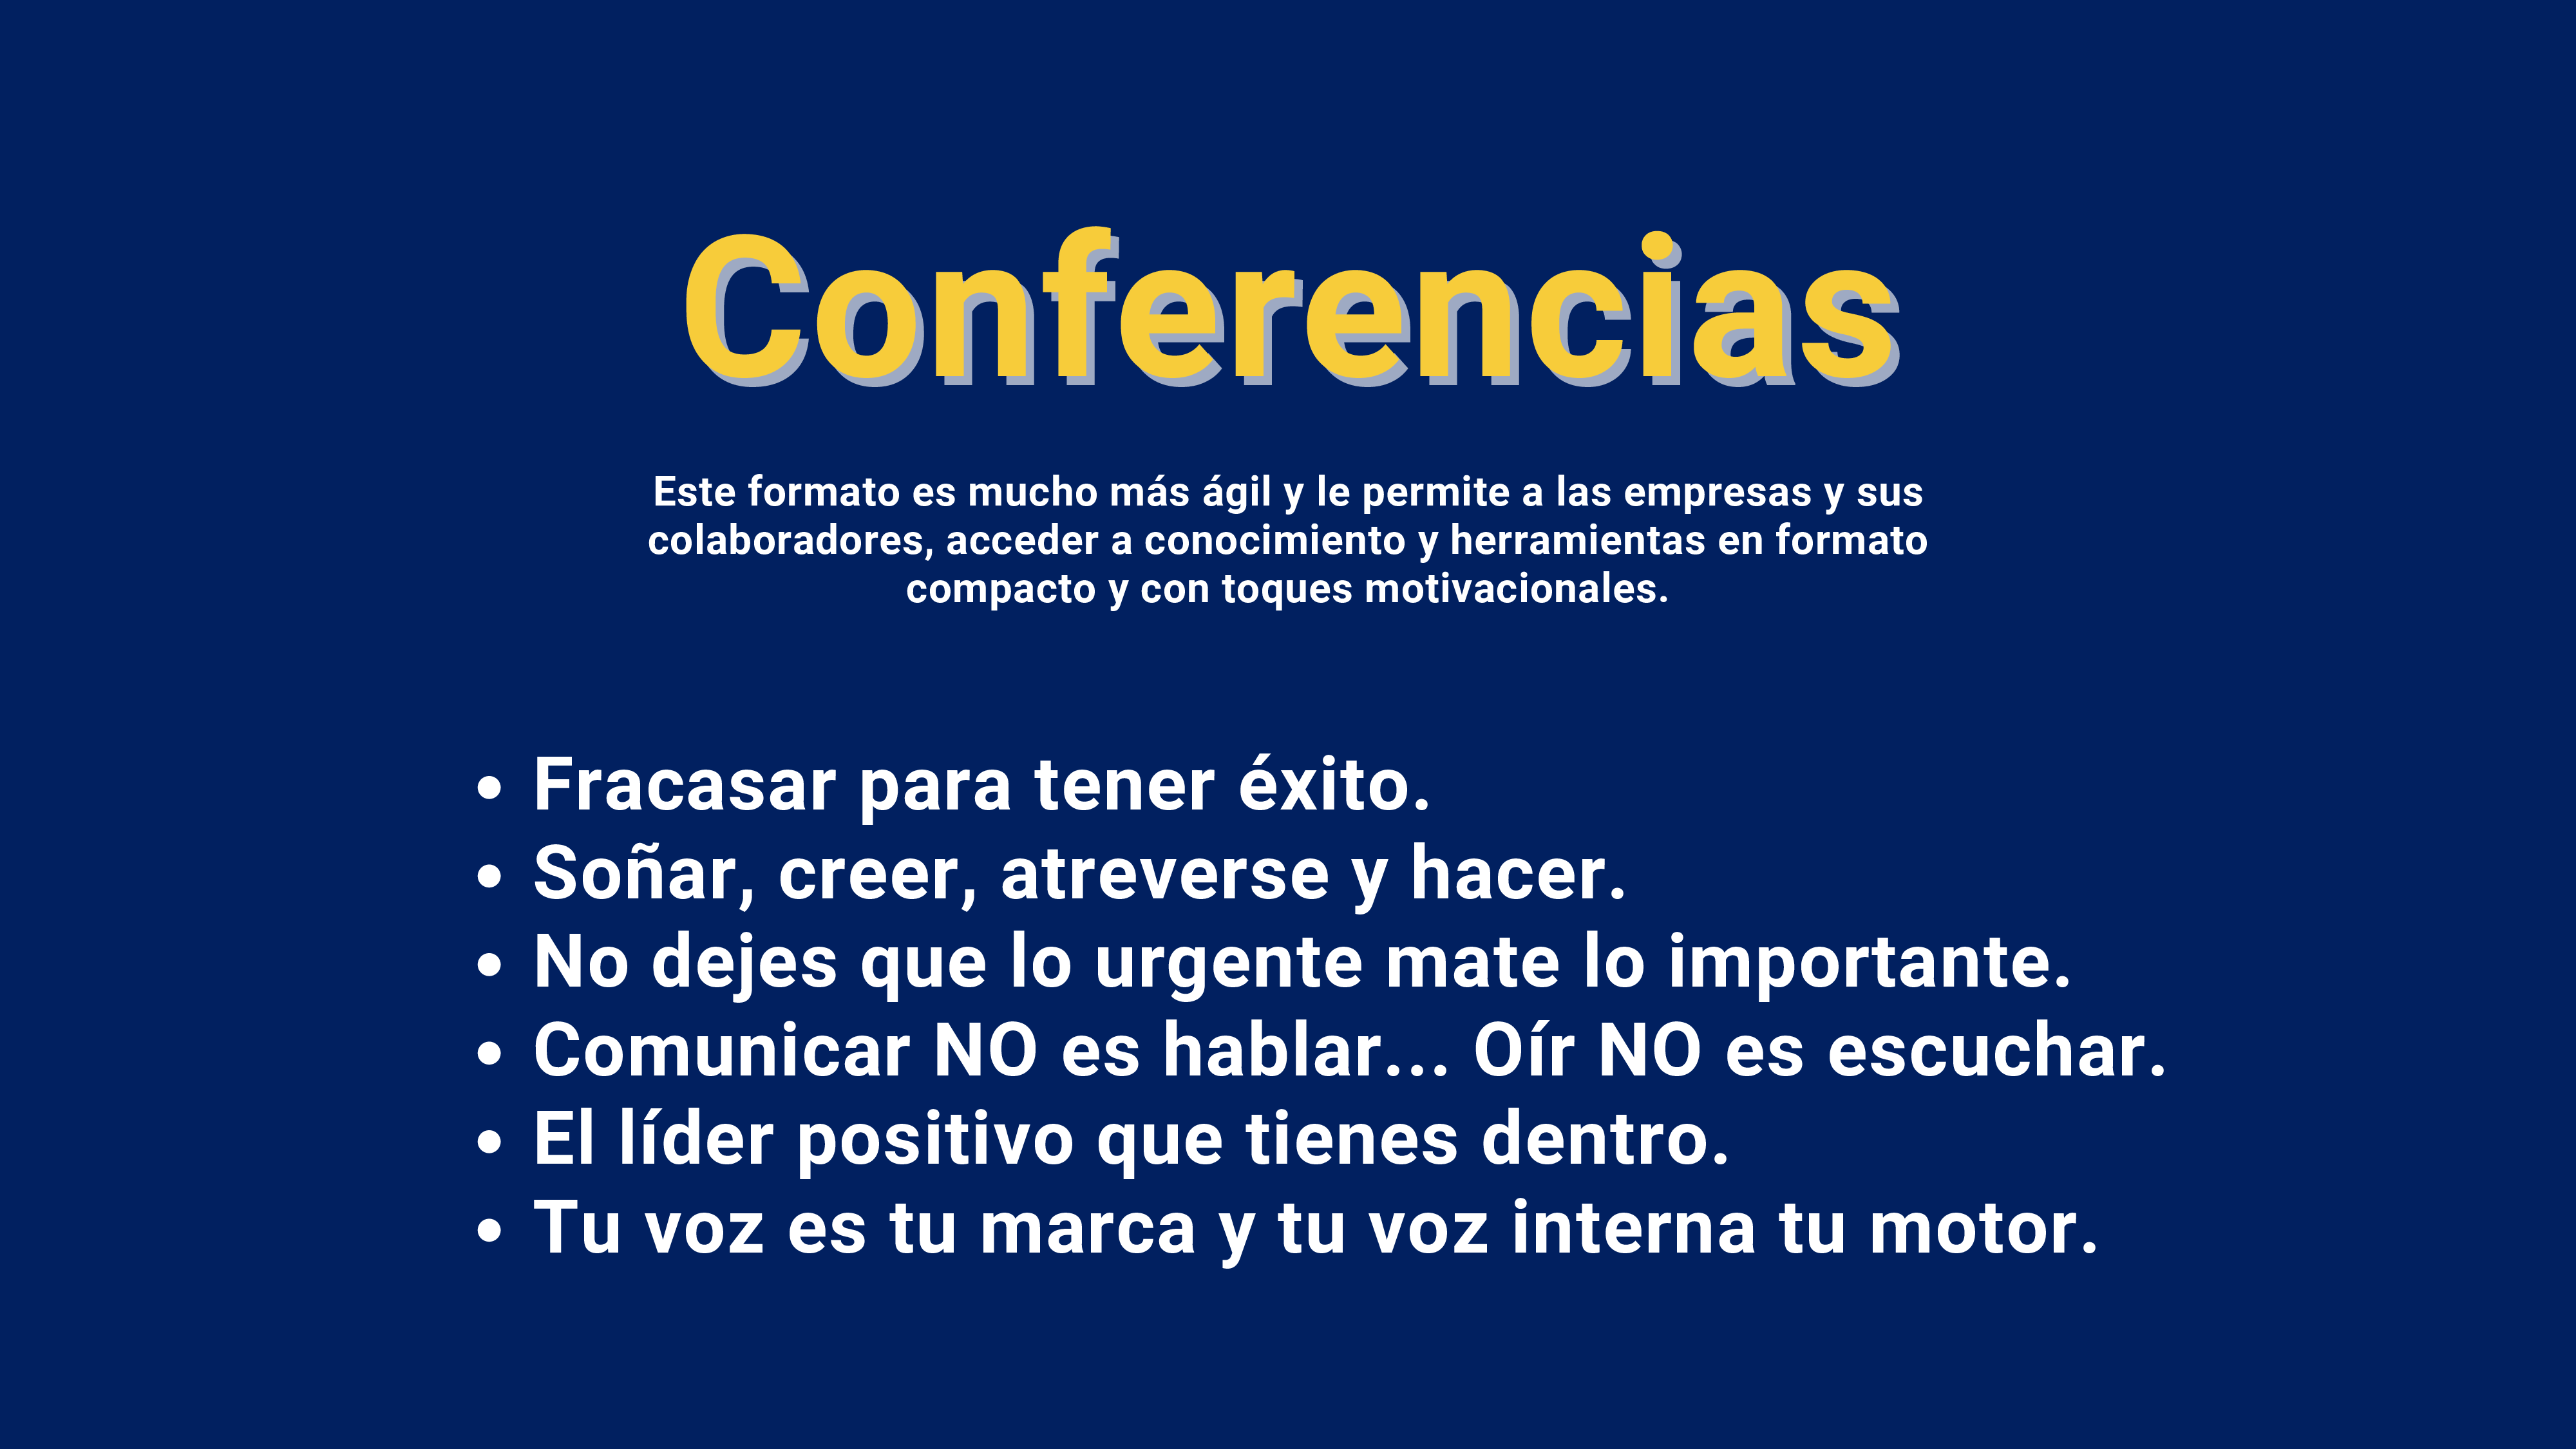 Conferencias
Este formato es mucho más ágil y le permite a las empresas y sus
colaboradores, acceder a conocimiento y herramientas en formato
compacto y con toques motivacionales.
• Fracasar para tener éxito.
• Soñar, creer, atreverse y hacer.
• No dejes que lo urgente mate lo importante.
• Comunicar NO es hablar... Oír NO es escuchar.
• El líder positivo que tienes dentro.
• Tu voz es tu marca y tu voz interna tu motor.